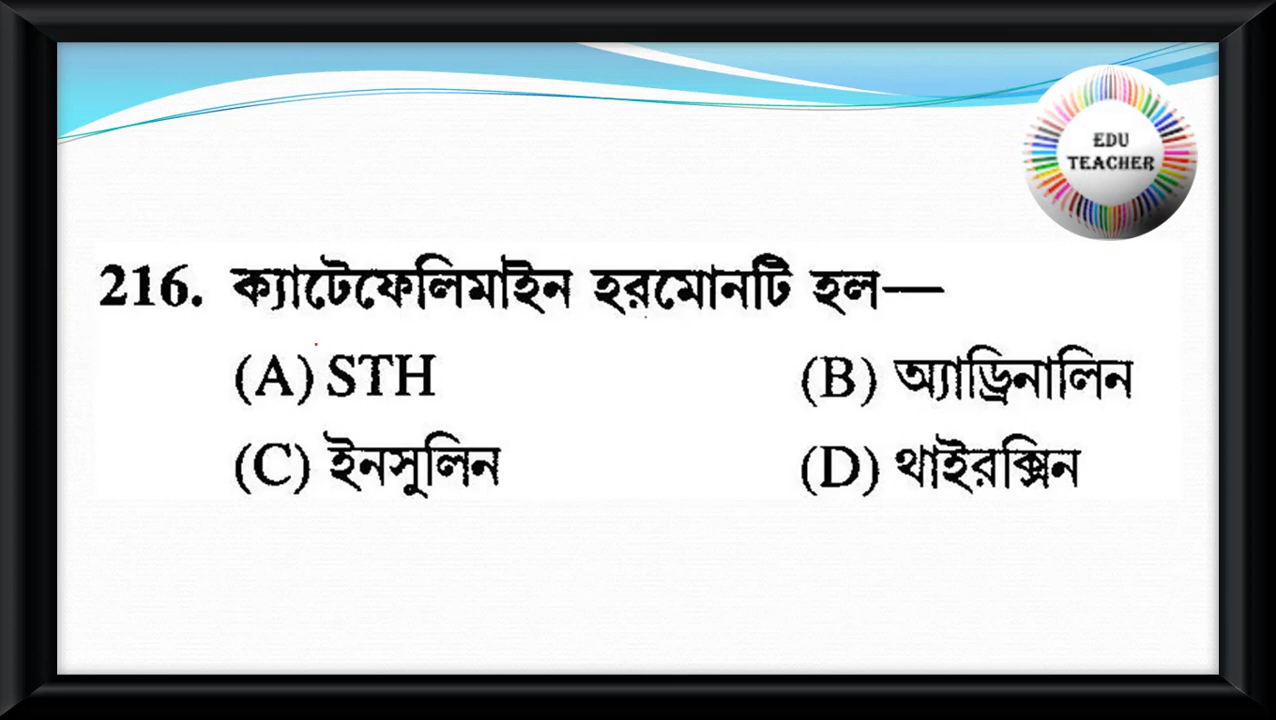 EDU
TEACHER
216. ক্যাটেফেলিমাইন হরমোনটি হল—
(A) STH (B) অ্যাড্রিনালিন
(C) ইনসুলিন (D) থাইরক্সিন